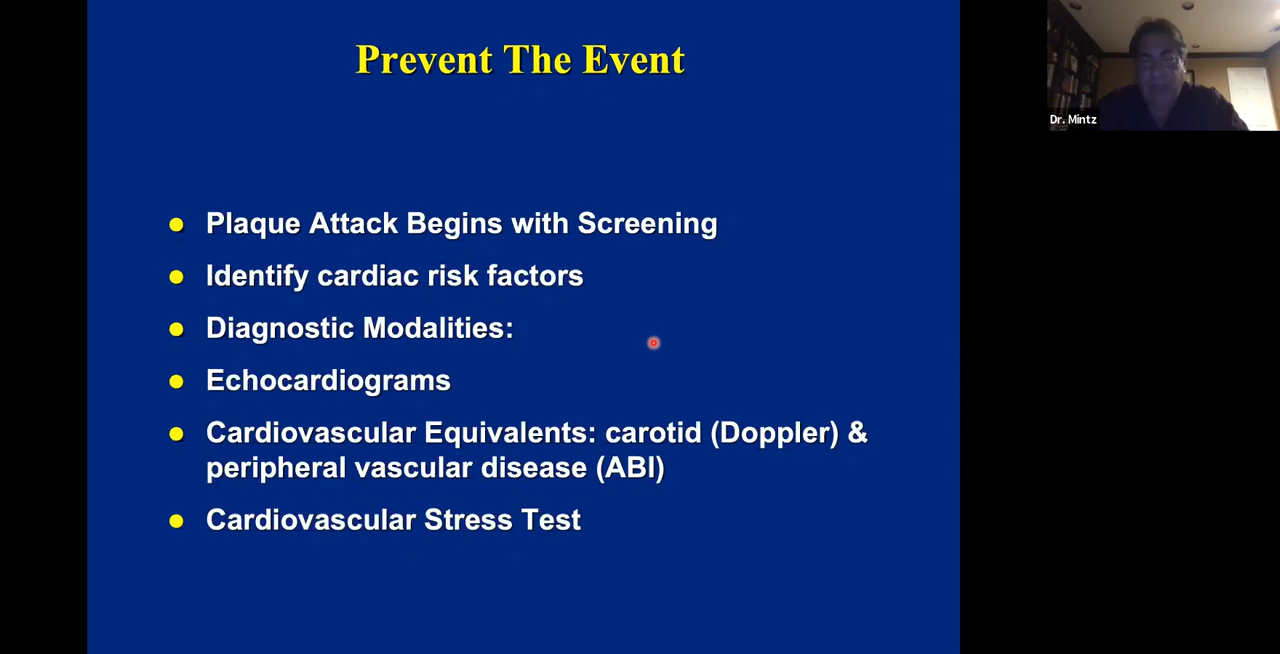 Prevent The Event
Dr. Mintz
Plaque Attack Begins with Screening
Identify cardiac risk factors
Diagnostic Modalities:
Echocardiograms
Cardiovascular Equivalents: carotid (Doppler) &
peripheral vascular disease (ABI)
Cardiovascular Stress Test